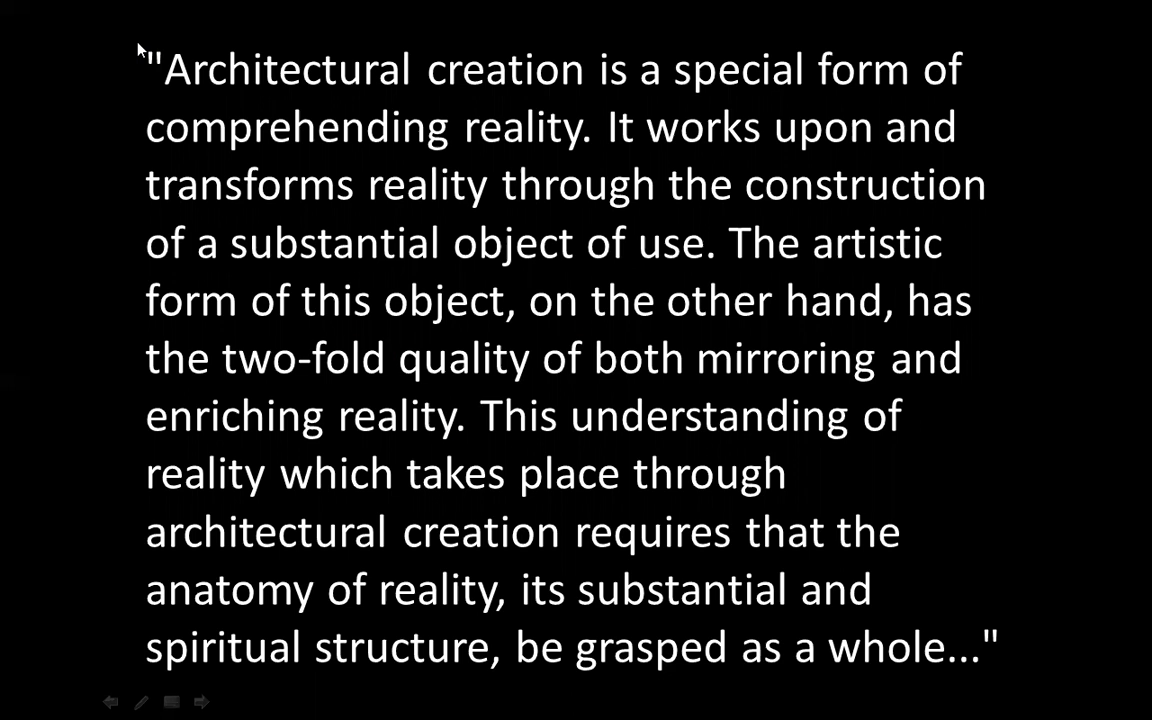 "Architectural creation is a special form of
comprehending reality. It works upon and
transforms reality through the construction
of a substantial object of use. The artistic
form of this object, on the other hand, has
the two-fold quality of both mirroring and
enriching reality. This understanding of
reality which takes place through
architectural creation requires that the
anatomy of reality, its substantial and
spiritual structure, be grasped as a whole..."